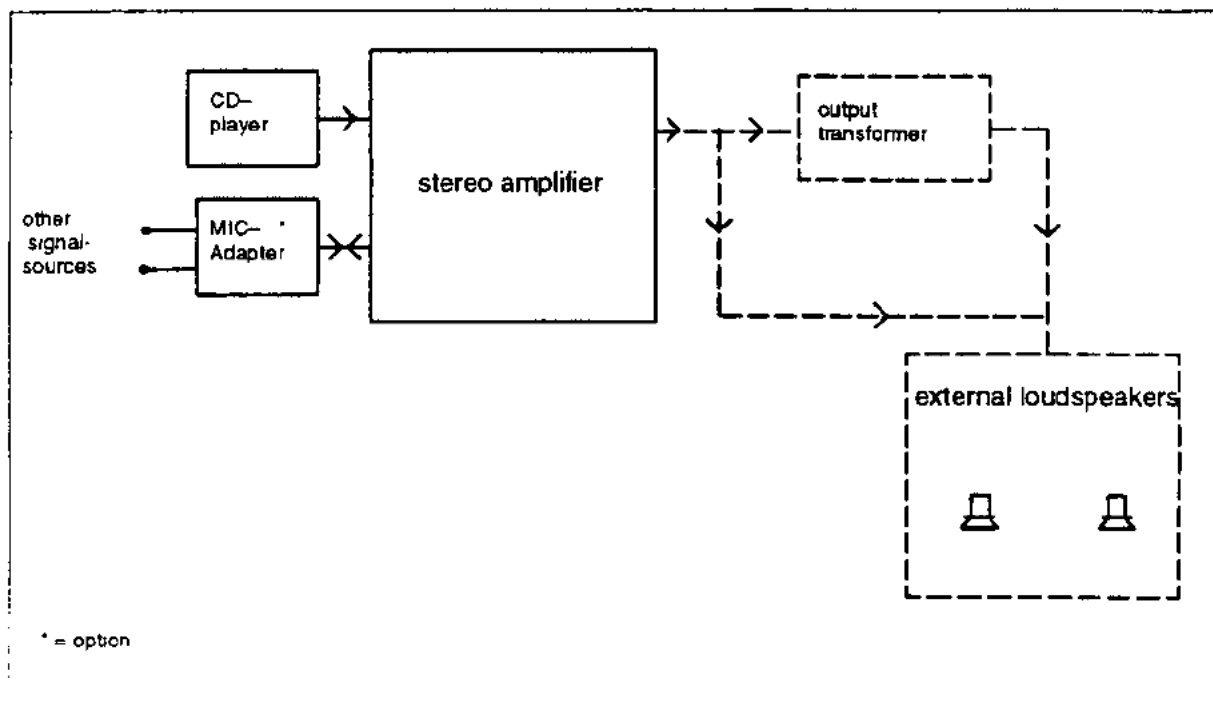 CD–
player
stereo amplifier
output
transformer
other
signal-
sources
MIC– *
Adapter
external loudspeakers
* = option